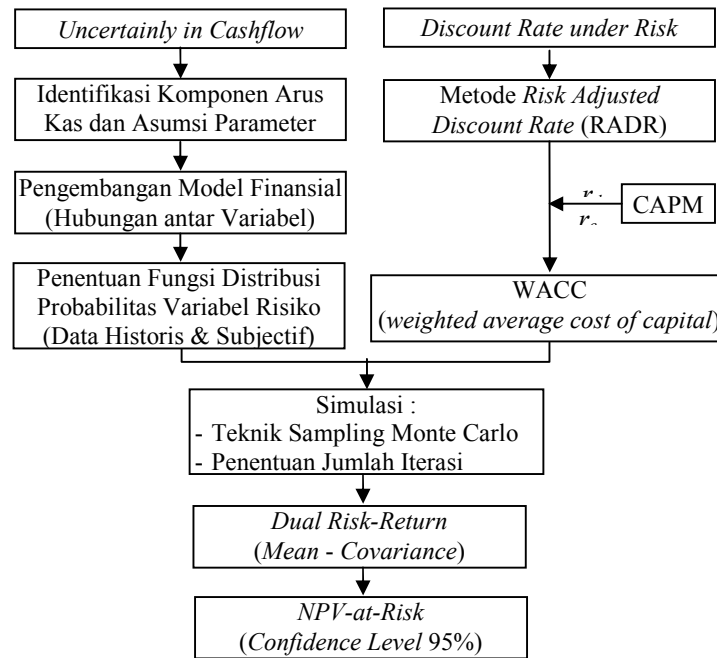 Uncertainly in Cashflow
Identifikasi Komponen Arus
Kas dan Asumsi Parameter
Pengembangan Model Finansial
(Hubungan antar Variabel)
Penentuan Fungsi Distribusi
Probabilitas Variabel Risiko
(Data Historis & Subjectif)
Discount Rate under Risk
Metode Risk Adjusted
Discount Rate (RADR)
CAPM
WACC
(weighted average cost of capital)
Simulasi :
- Teknik Sampling Monte Carlo
- Penentuan Jumlah Iterasi
Dual Risk-Return
(Mean - Covariance)
NPV-at-Risk
(Confidence Level 95%)